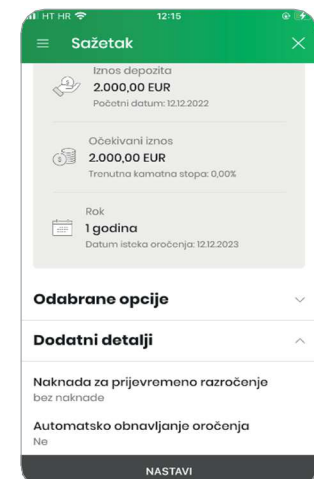 HT HR 12:15
Sažetak
Iznos depozita
2.000,00 EUR
Početni datum: 12.12.2022
Očekivani iznos
2.000,00 EUR
Trenutna kamatna stopa: 0,00%
Rok
1 godina
Datum isteka oročenja: 12.12.2023
Odabrane opcije
Dodatni detalji
Naknada za prijevremeno razročenje
bez naknade
Automatsko obnavljanje oročenja
Ne
NASTAVI